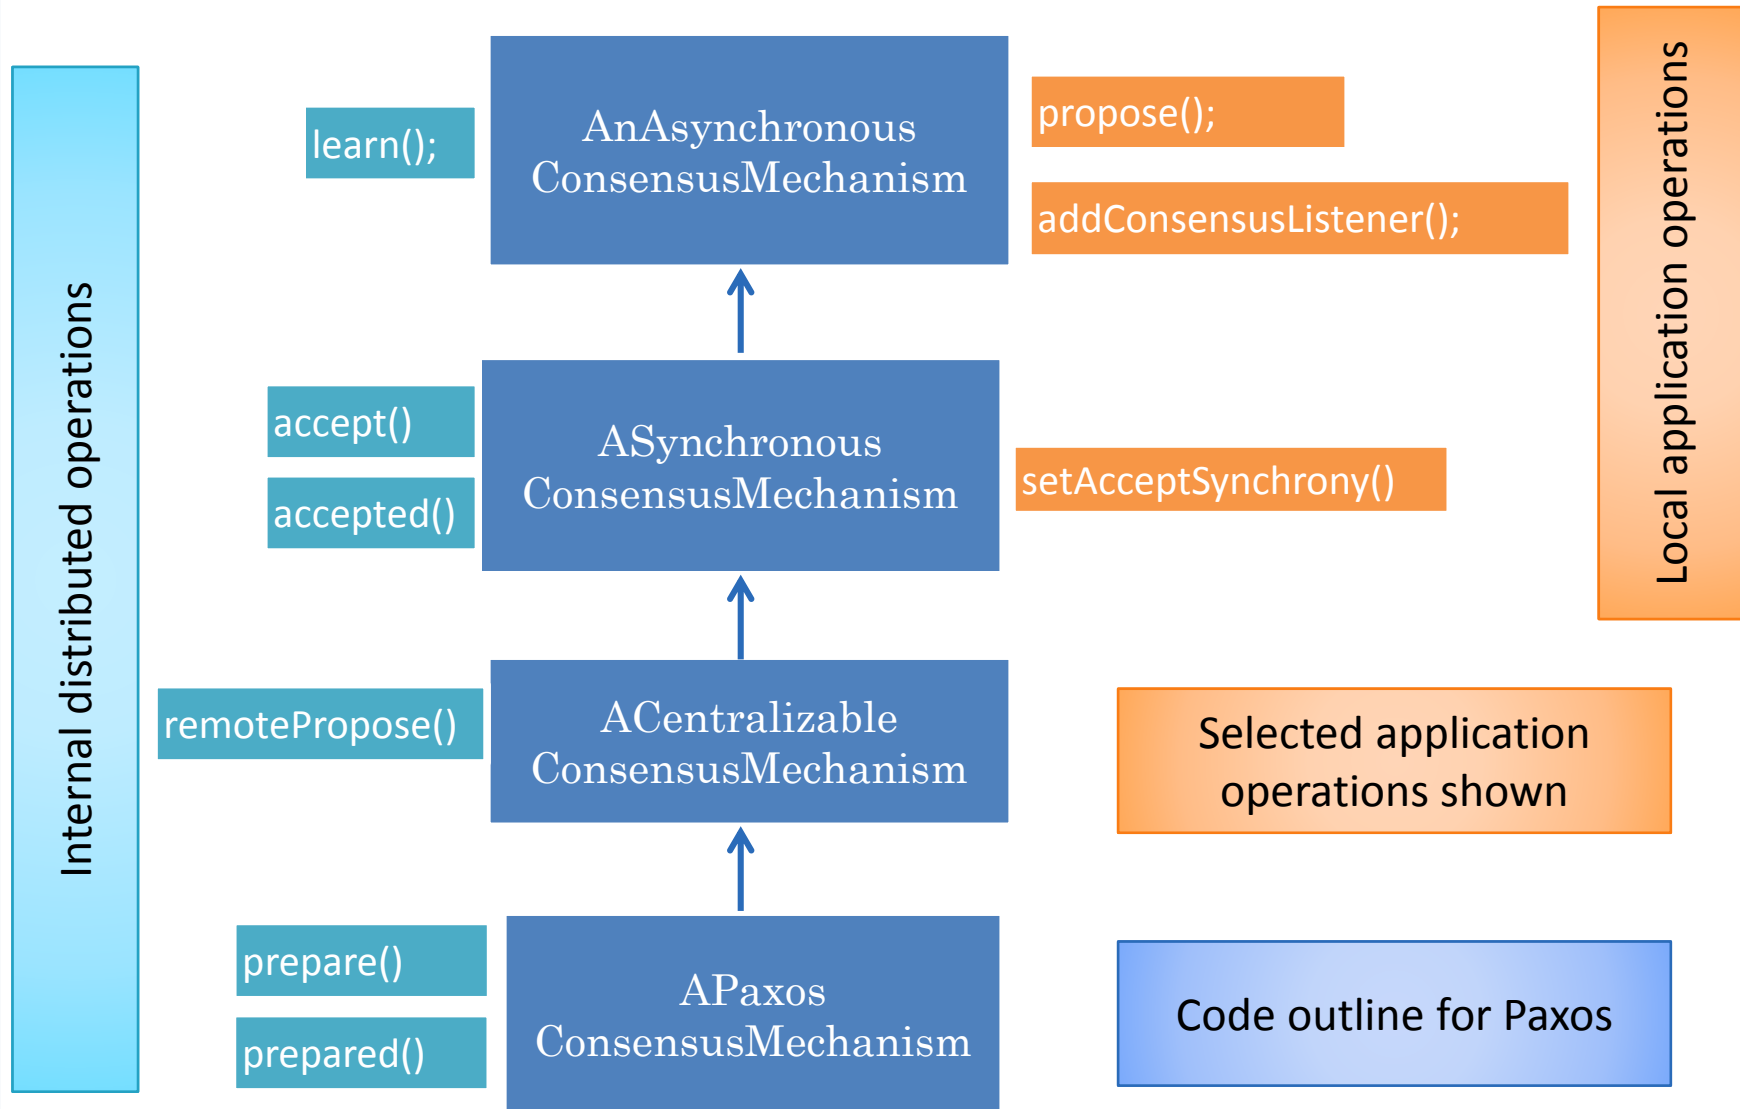 Internal distributed operations
learn();
AnAsynchronous
ConsensusMechanism
propose();
addConsensusListener();
Local application operations
accept()
accepted()
ASynchronous
ConsensusMechanism
setAcceptSynchrony()
remotePropose()
ACentralizable
ConsensusMechanism
Selected application
operations shown
prepare()
prepared()
APaxos
ConsensusMechanism
Code outline for Paxos